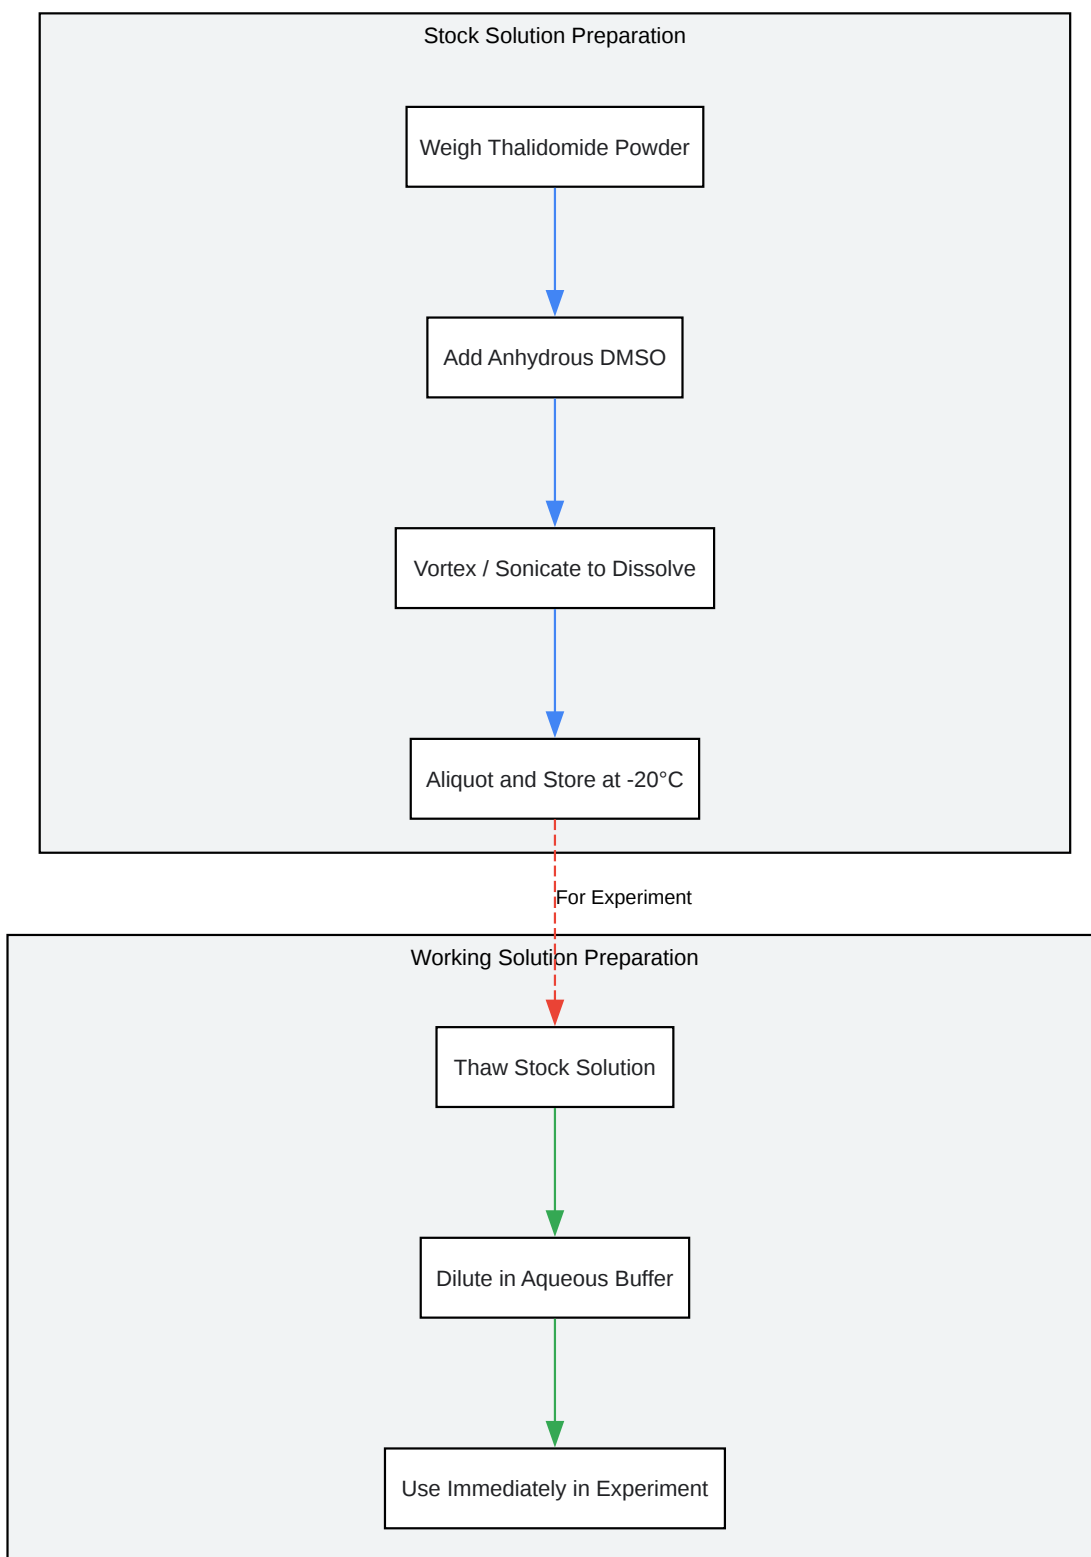 Stock Solution Preparation
Weigh Thalidomide Powder
Add Anhydrous DMSO
Vortex / Sonicate to Dissolve
Aliquot and Store at -20°C
For Experiment
Working Solution Preparation
Thaw Stock Solution
Dilute in Aqueous Buffer
Use Immediately in Experiment